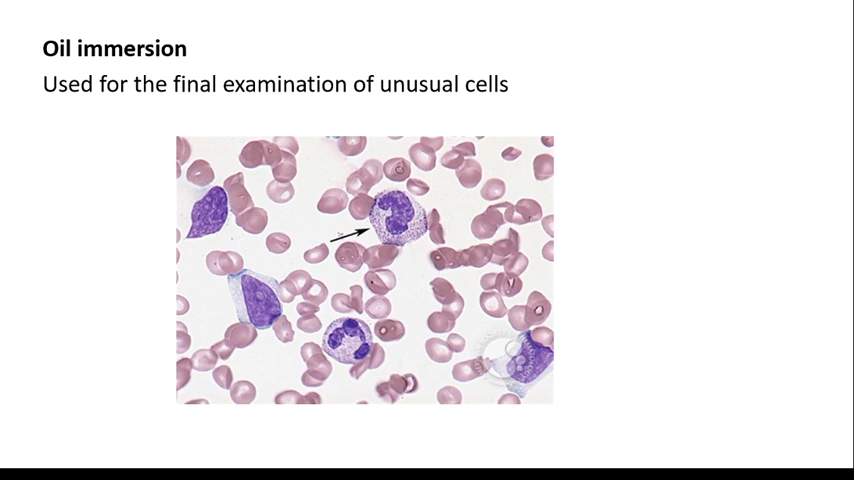 Oil immersion
Used for the final examination of unusual cells